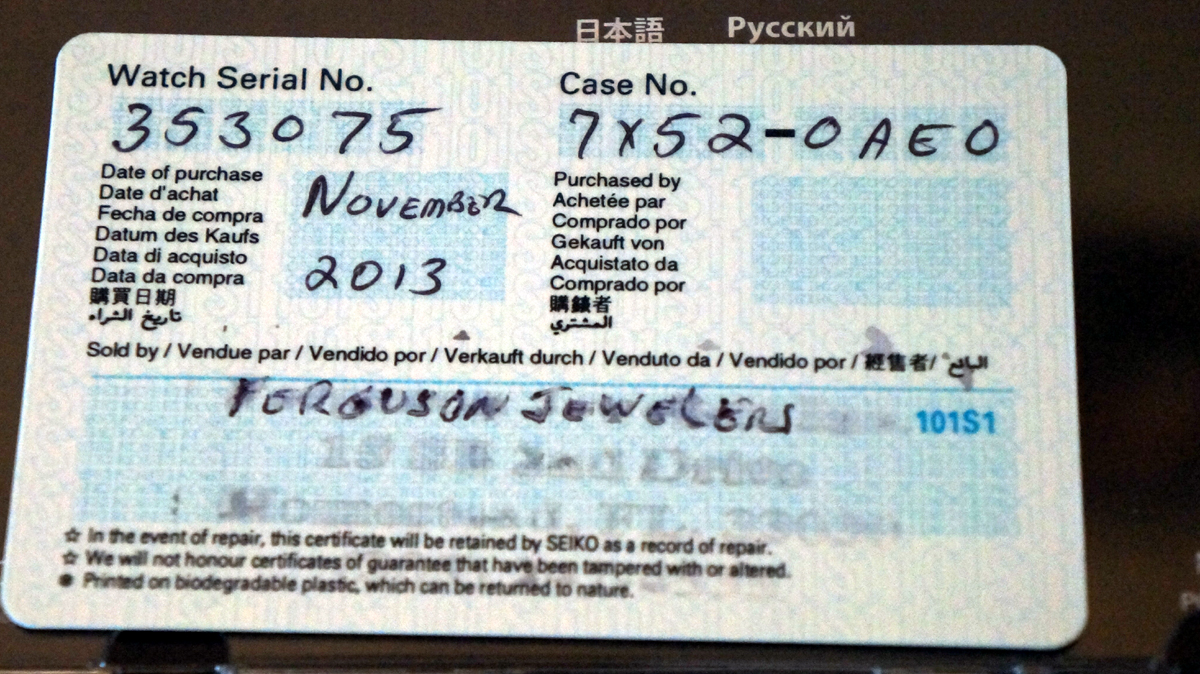 日本語 Русский
Watch Serial No.
353075
Case No.
7X52-0AE0
Date of purchase
Date d'achat
Fecha de compra
Datum des Kaufs
Data di acquisto
Data da compra
購買日期
تاريخ الشراء
NOVEMBER
2013
Purchased by
Achetée par
Comprado por
Gekauft von
Acquistato da
Comprado por
購錶者
المشتري
Sold by / Vendue par / Vendido por / Verkauft durch / Venduto da / Vendido por / 經售者/ البائع
FERGUSON JEWELERS
101S1
☆ In the event of repair, this certificate will be retained by SEIKO as a record of repair.
☆ We will not honour certificates of guarantee that have been tampered with or altered.
● Printed on biodegradable plastic, which can be returned to nature.